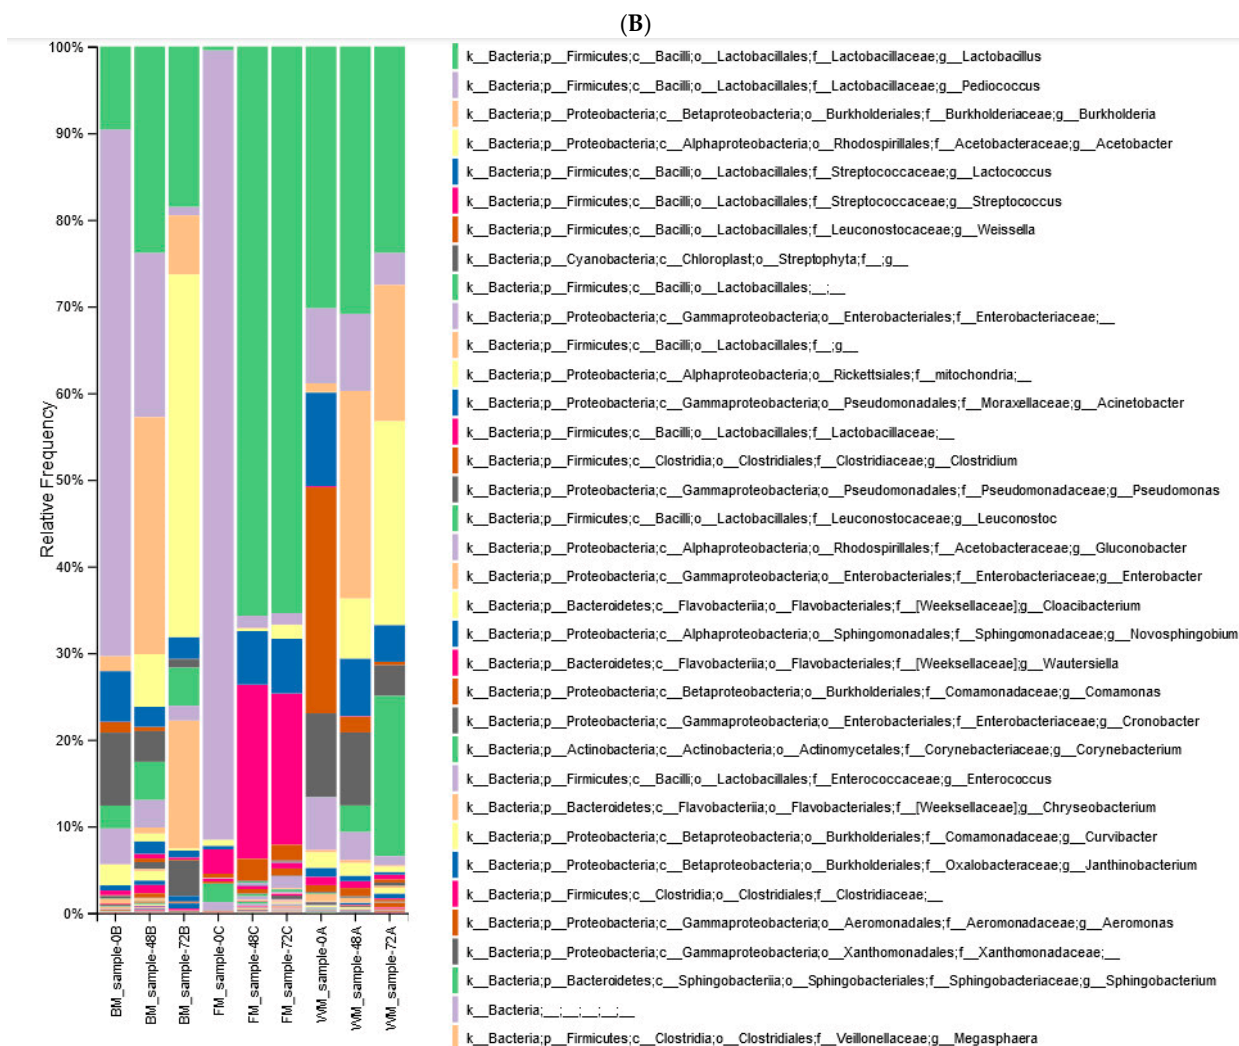 (B)
100%
90%
80%
70%
60%
50%
40%
30%
20%
10%
0%
Relative Frequency
BM_sample-0B
BM_sample-48B
BM_sample-72B
FM_sample-0C
FM_sample-48C
FM_sample-72C
WM_sample-0A
WM_sample-48A
WM_sample-72A
k__Bacteria;p__Firmicutes;c__Bacilli;o__Lactobacillales;f__Lactobacillaceae;g__Lactobacillus
k__Bacteria;p__Firmicutes;c__Bacilli;o__Lactobacillales;f__Lactobacillaceae;g__Pediococcus
k__Bacteria;p__Proteobacteria;c__Betaproteobacteria;o__Burkholderiales;f__Burkholderiaceae;g__Burkholderia
k__Bacteria;p__Proteobacteria;c__Alphaproteobacteria;o__Rhodospirillales;f__Acetobacteraceae;g__Acetobacter
k__Bacteria;p__Firmicutes;c__Bacilli;o__Lactobacillales;f__Streptococcaceae;g__Lactococcus
k__Bacteria;p__Firmicutes;c__Bacilli;o__Lactobacillales;f__Streptococcaceae;g__Streptococcus
k__Bacteria;p__Firmicutes;c__Bacilli;o__Lactobacillales;f__Leuconostocaceae;g__Weissella
k__Bacteria;p__Cyanobacteria;c__Chloroplast;o__Streptophyta;f__;g__
k__Bacteria;p__Firmicutes;c__Bacilli;o__Lactobacillales;__;__
k__Bacteria;p__Proteobacteria;c__Gammaproteobacteria;o__Enterobacteriales;f__Enterobacteriaceae;__
k__Bacteria;p__Firmicutes;c__Bacilli;o__Lactobacillales;f__;g__
k__Bacteria;p__Proteobacteria;c__Alphaproteobacteria;o__Rickettsiales;f__mitochondria;__
k__Bacteria;p__Proteobacteria;c__Gammaproteobacteria;o__Pseudomonadales;f__Moraxellaceae;g__Acinetobacter
k__Bacteria;p__Firmicutes;c__Bacilli;o__Lactobacillales;f__Lactobacillaceae;__
k__Bacteria;p__Firmicutes;c__Clostridia;o__Clostridiales;f__Clostridiaceae;g__Clostridium
k__Bacteria;p__Proteobacteria;c__Gammaproteobacteria;o__Pseudomonadales;f__Pseudomonadaceae;g__Pseudomonas
k__Bacteria;p__Firmicutes;c__Bacilli;o__Lactobacillales;f__Leuconostocaceae;g__Leuconostoc
k__Bacteria;p__Proteobacteria;c__Alphaproteobacteria;o__Rhodospirillales;f__Acetobacteraceae;g__Gluconobacter
k__Bacteria;p__Proteobacteria;c__Gammaproteobacteria;o__Enterobacteriales;f__Enterobacteriaceae;g__Enterobacter
k__Bacteria;p__Bacteroidetes;c__Flavobacteriia;o__Flavobacteriales;f__[Weeksellaceae];g__Cloacibacterium
k__Bacteria;p__Proteobacteria;c__Alphaproteobacteria;o__Sphingomonadales;f__Sphingomonadaceae;g__Novosphingobium
k__Bacteria;p__Bacteroidetes;c__Flavobacteriia;o__Flavobacteriales;f__[Weeksellaceae];g__Wautersiella
k__Bacteria;p__Proteobacteria;c__Betaproteobacteria;o__Burkholderiales;f__Comamonadaceae;g__Comamonas
k__Bacteria;p__Proteobacteria;c__Gammaproteobacteria;o__Enterobacteriales;f__Enterobacteriaceae;g__Cronobacter
k__Bacteria;p__Actinobacteria;c__Actinobacteria;o__Actinomycetales;f__Corynebacteriaceae;g__Corynebacterium
k__Bacteria;p__Firmicutes;c__Bacilli;o__Lactobacillales;f__Enterococcaceae;g__Enterococcus
k__Bacteria;p__Bacteroidetes;c__Flavobacteriia;o__Flavobacteriales;f__[Weeksellaceae];g__Chryseobacterium
k__Bacteria;p__Proteobacteria;c__Betaproteobacteria;o__Burkholderiales;f__Comamonadaceae;g__Curvibacter
k__Bacteria;p__Proteobacteria;c__Betaproteobacteria;o__Burkholderiales;f__Oxalobacteraceae;g__Janthinobacterium
k__Bacteria;p__Firmicutes;c__Clostridia;o__Clostridiales;f__Clostridiaceae;__
k__Bacteria;p__Proteobacteria;c__Gammaproteobacteria;o__Aeromonadales;f__Aeromonadaceae;g__Aeromonas
k__Bacteria;p__Proteobacteria;c__Gammaproteobacteria;o__Xanthomonadales;f__Xanthomonadaceae;__
k__Bacteria;p__Bacteroidetes;c__Sphingobacteriia;o__Sphingobacteriales;f__Sphingobacteriaceae;g__Sphingobacterium
k__Bacteria;__;__;__;__;__
k__Bacteria;p__Firmicutes;c__Clostridia;o__Clostridiales;f__Veillonellaceae;g__Megasphaera